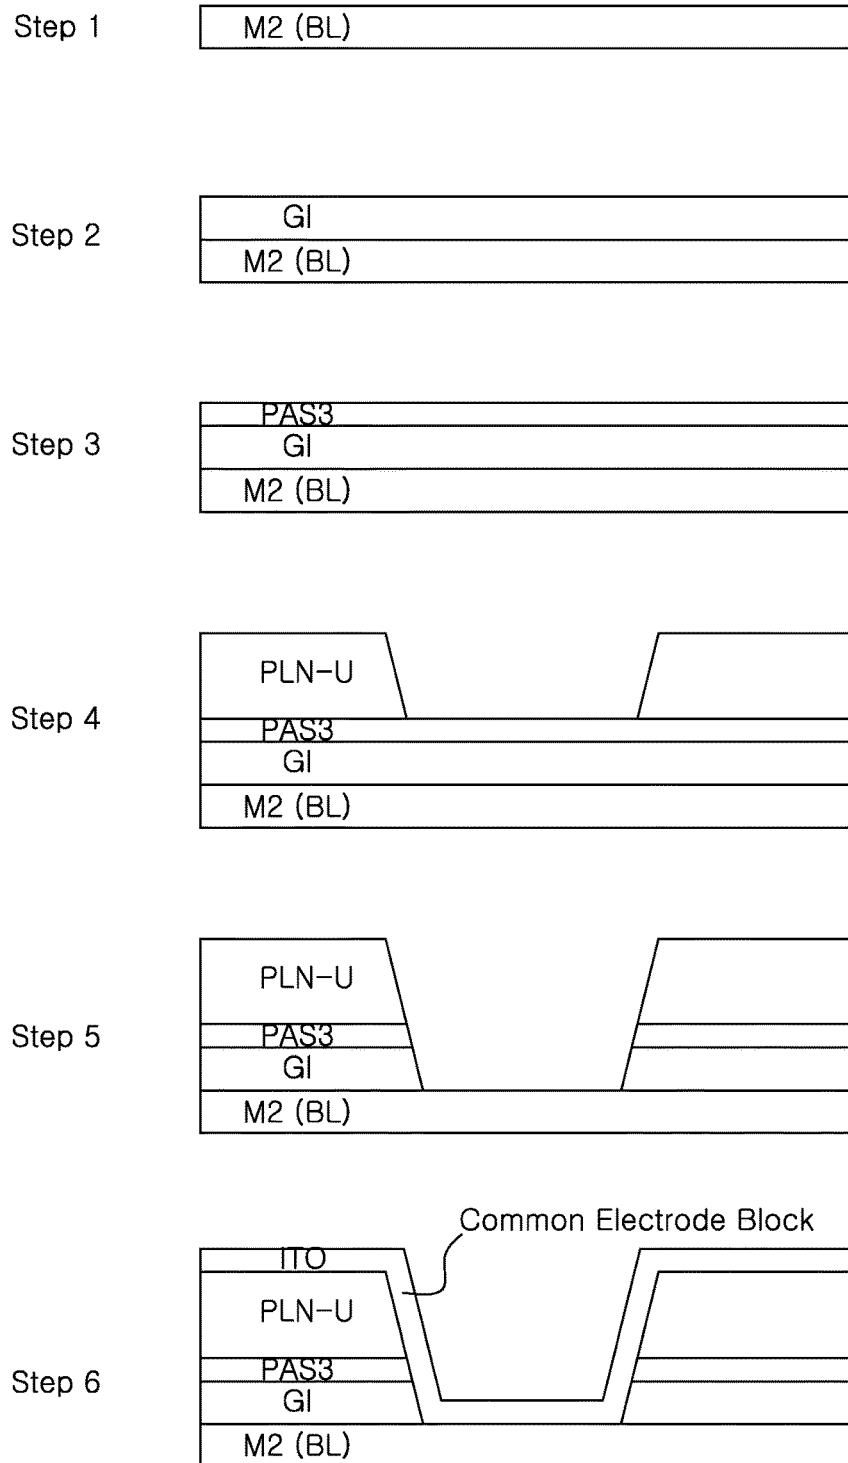 Step 1
M2 (BL)
Step 2
GI
M2 (BL)
Step 3
PAS3
GI
M2 (BL)
Step 4
PLN-U
PAS3
GI
M2 (BL)
Step 5
PLN-U
PAS3
GI
M2 (BL)
Common Electrode Block
Step 6
ITO
PLN-U
PAS3
GI
M2 (BL)